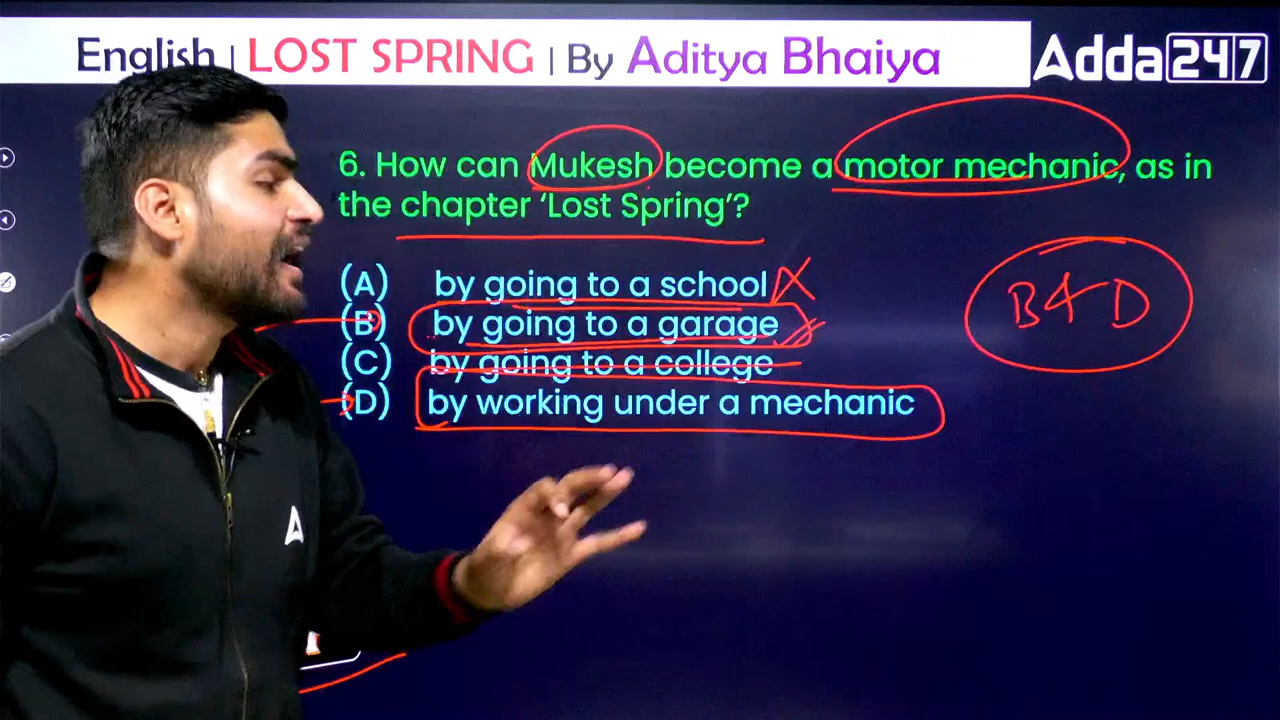 English | LOST SPRING | By Aditya Bhaiya
Adda247
6. How can Mukesh become a motor mechanic, as in
the chapter ‘Lost Spring’?
(A) by going to a school
(B) by going to a garage
(C) by going to a college
(D) by working under a mechanic
B & D